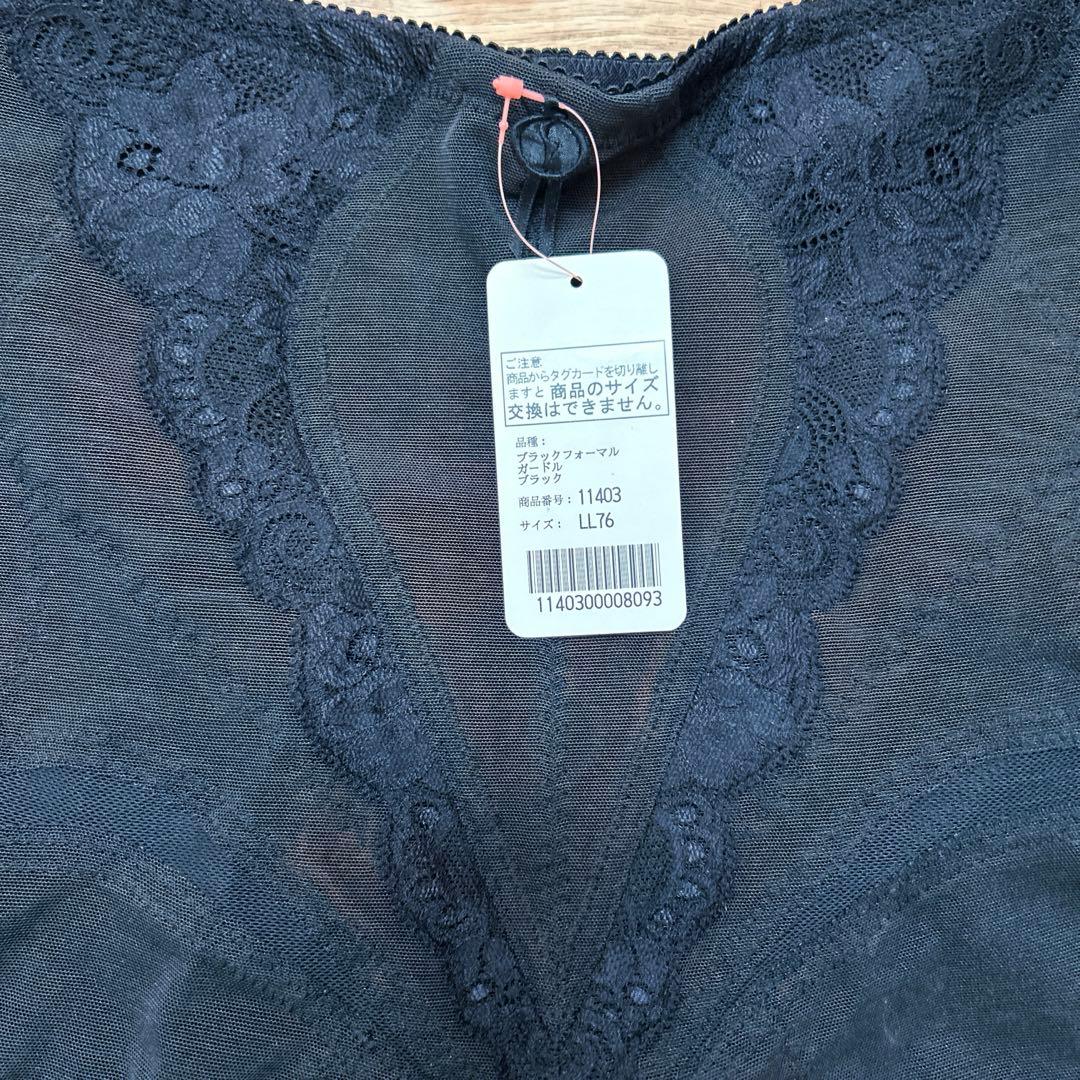 ご注意
商品からタグカードを切り離し
ますと 商品のサイズ
交換はできません。
品種：
ブラックフォーマル
ガードル
ブラック
商品番号：11403
サイズ： LL76
1140300008093